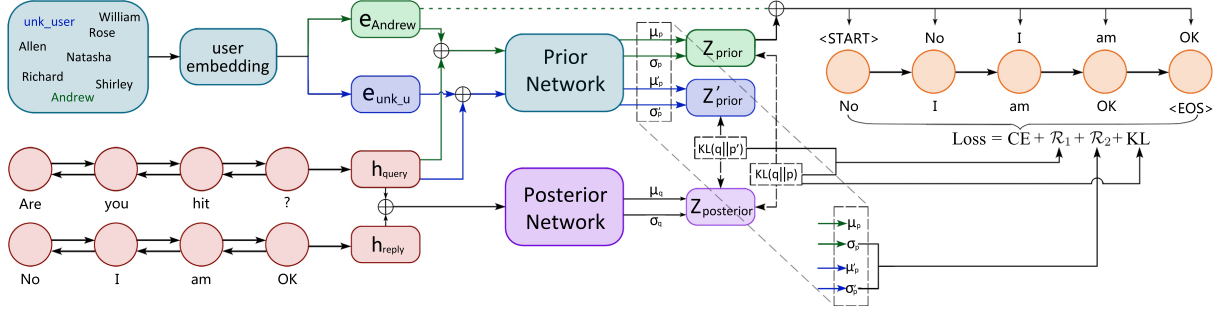 unk_user
William
Rose
Allen
Natasha
Richard
Shirley
Andrew
user
embedding
eAndrew
eunk_u
Prior
Network
μp
σp
μ′p
σ′p
Zprior
Z′prior
<START> No I am OK
No I am OK <EOS>
Loss = CE + R1 + R2 + KL
KL(q||p′)
KL(q||p)
Are you hit ?
hquery
Posterior
Network
μq
σq
Zposterior
No I am OK
hreply
μp
σp
μ′p
σ′p